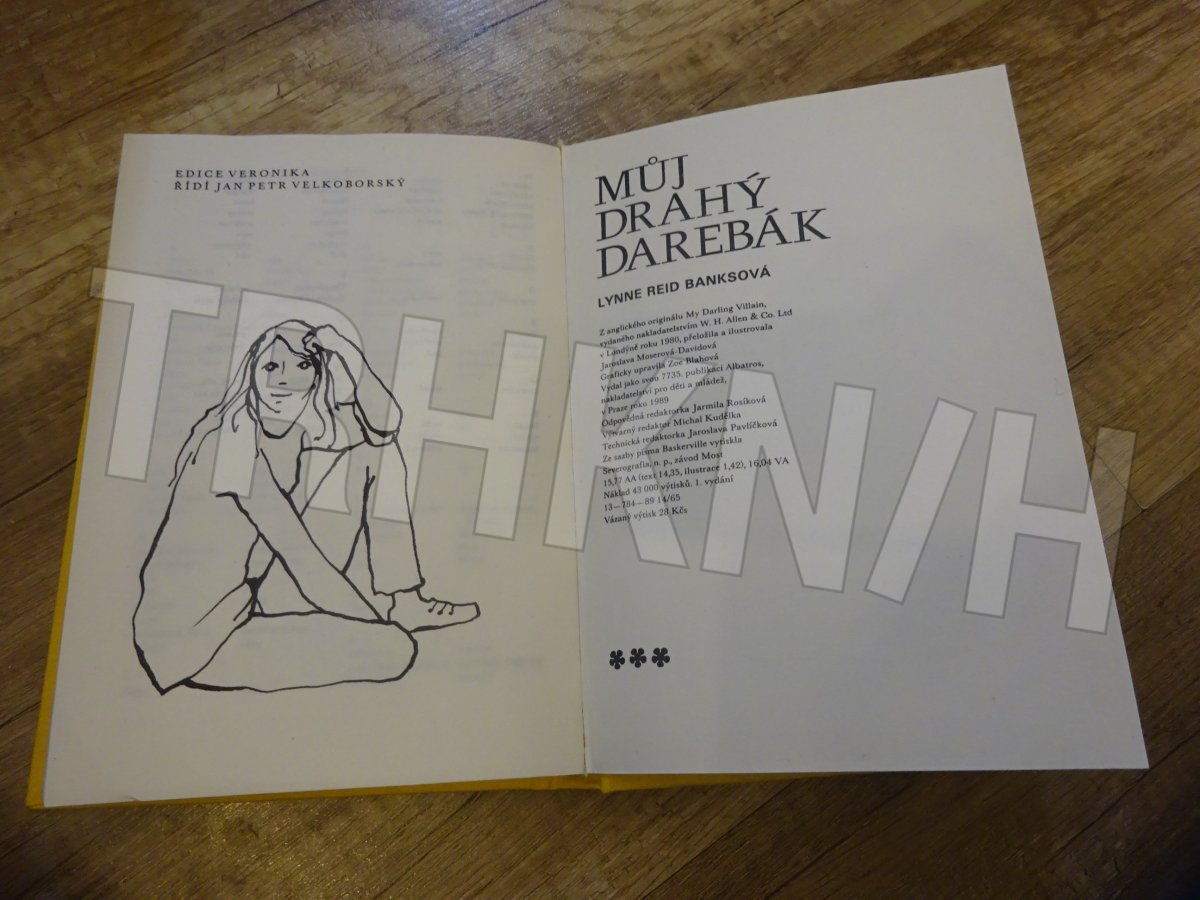 EDICE VERONIKA
ŘÍDÍ JAN PETR VELKOBORSKÝ
MŮJ
DRAHÝ
DAREBÁK
LYNNE REID BANKSOVÁ
Z anglického originálu My Darling Villain,
vydaného nakladatelstvím W. H. Allen & Co. Ltd
v Londýně roku 1980, přeložila a ilustrovala
Jaroslava Moserová-Davidová
Graficky upravila Zoe Blahová
Vydal jako svou 7735. publikaci Albatros,
nakladatelství pro děti a mládež,
v Praze roku 1989
Odpovědná redaktorka Jarmila Rosíková
Výtvarný redaktor Michal Kudělka
Technická redaktorka Jaroslava Pavlíčková
Ze sazby písma Baskerville vytiskla
Severografia, n. p., závod Most
15,77 AA (text 14,35, ilustrace 1,42), 16,04 VA
Náklad 43 000 výtisků. 1. vydání
13—784—89 14/65
Vázaný výtisk 28 Kčs
TRHKN/H